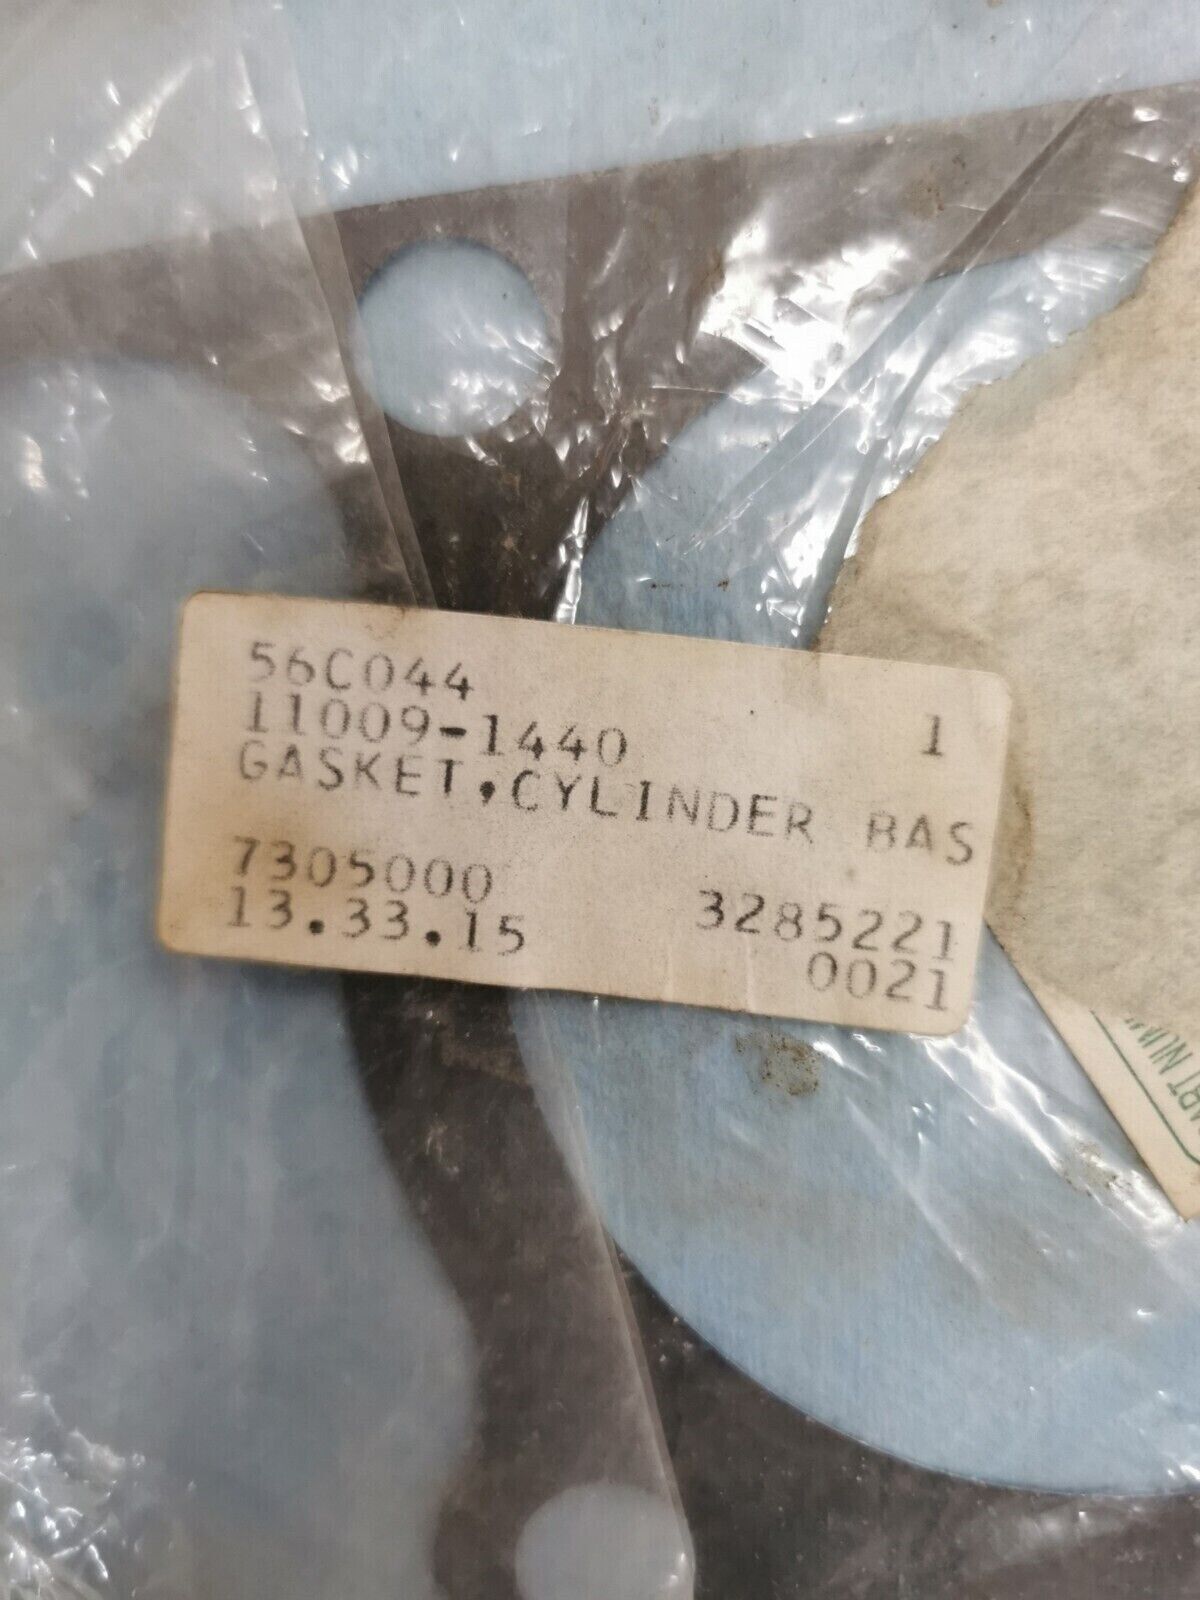 56C044
11009-1440 1
GASKET,CYLINDER BAS
7305000 3285221
13.33.15 0021